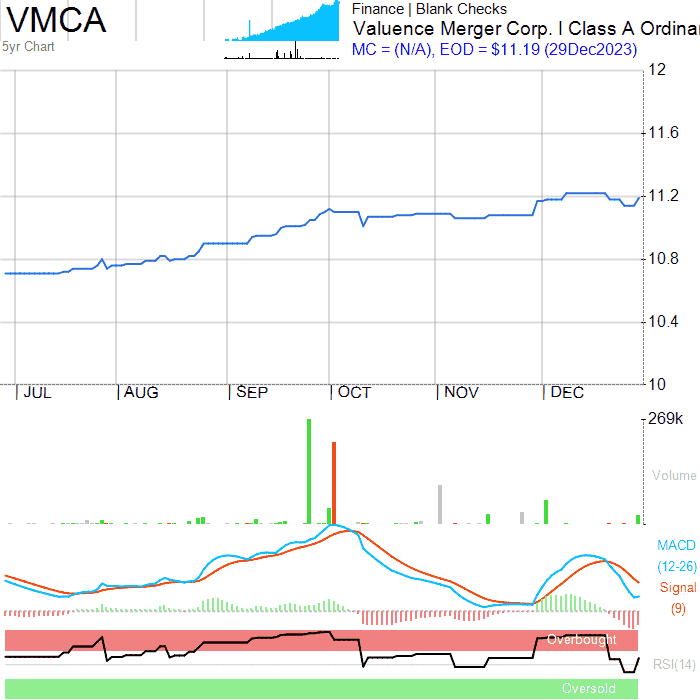 VMCA
5yr Chart
Finance | Blank Checks
Valuence Merger Corp. I Class A Ordinar
MC = (N/A), EOD = $11.19 (29Dec2023)
12
11.6
11.2
10.8
10.4
10
JUL AUG SEP OCT NOV DEC
269k
Volume
MACD
(12-26)
Signal
(9)
Overbought
RSI(14)
Oversold